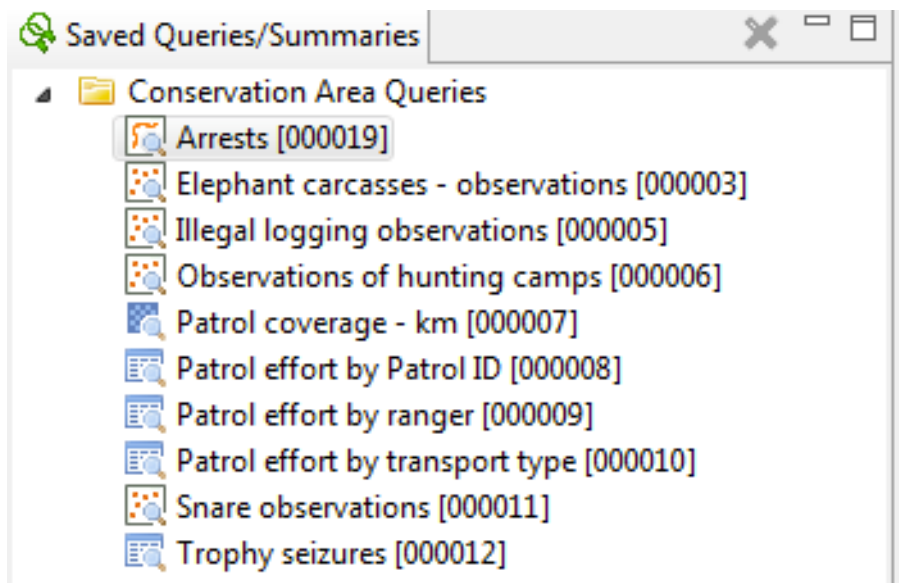 Saved Queries/Summaries
Conservation Area Queries
Arrests [000019]
Elephant carcasses - observations [000003]
Illegal logging observations [000005]
Observations of hunting camps [000006]
Patrol coverage - km [000007]
Patrol effort by Patrol ID [000008]
Patrol effort by ranger [000009]
Patrol effort by transport type [000010]
Snare observations [000011]
Trophy seizures [000012]